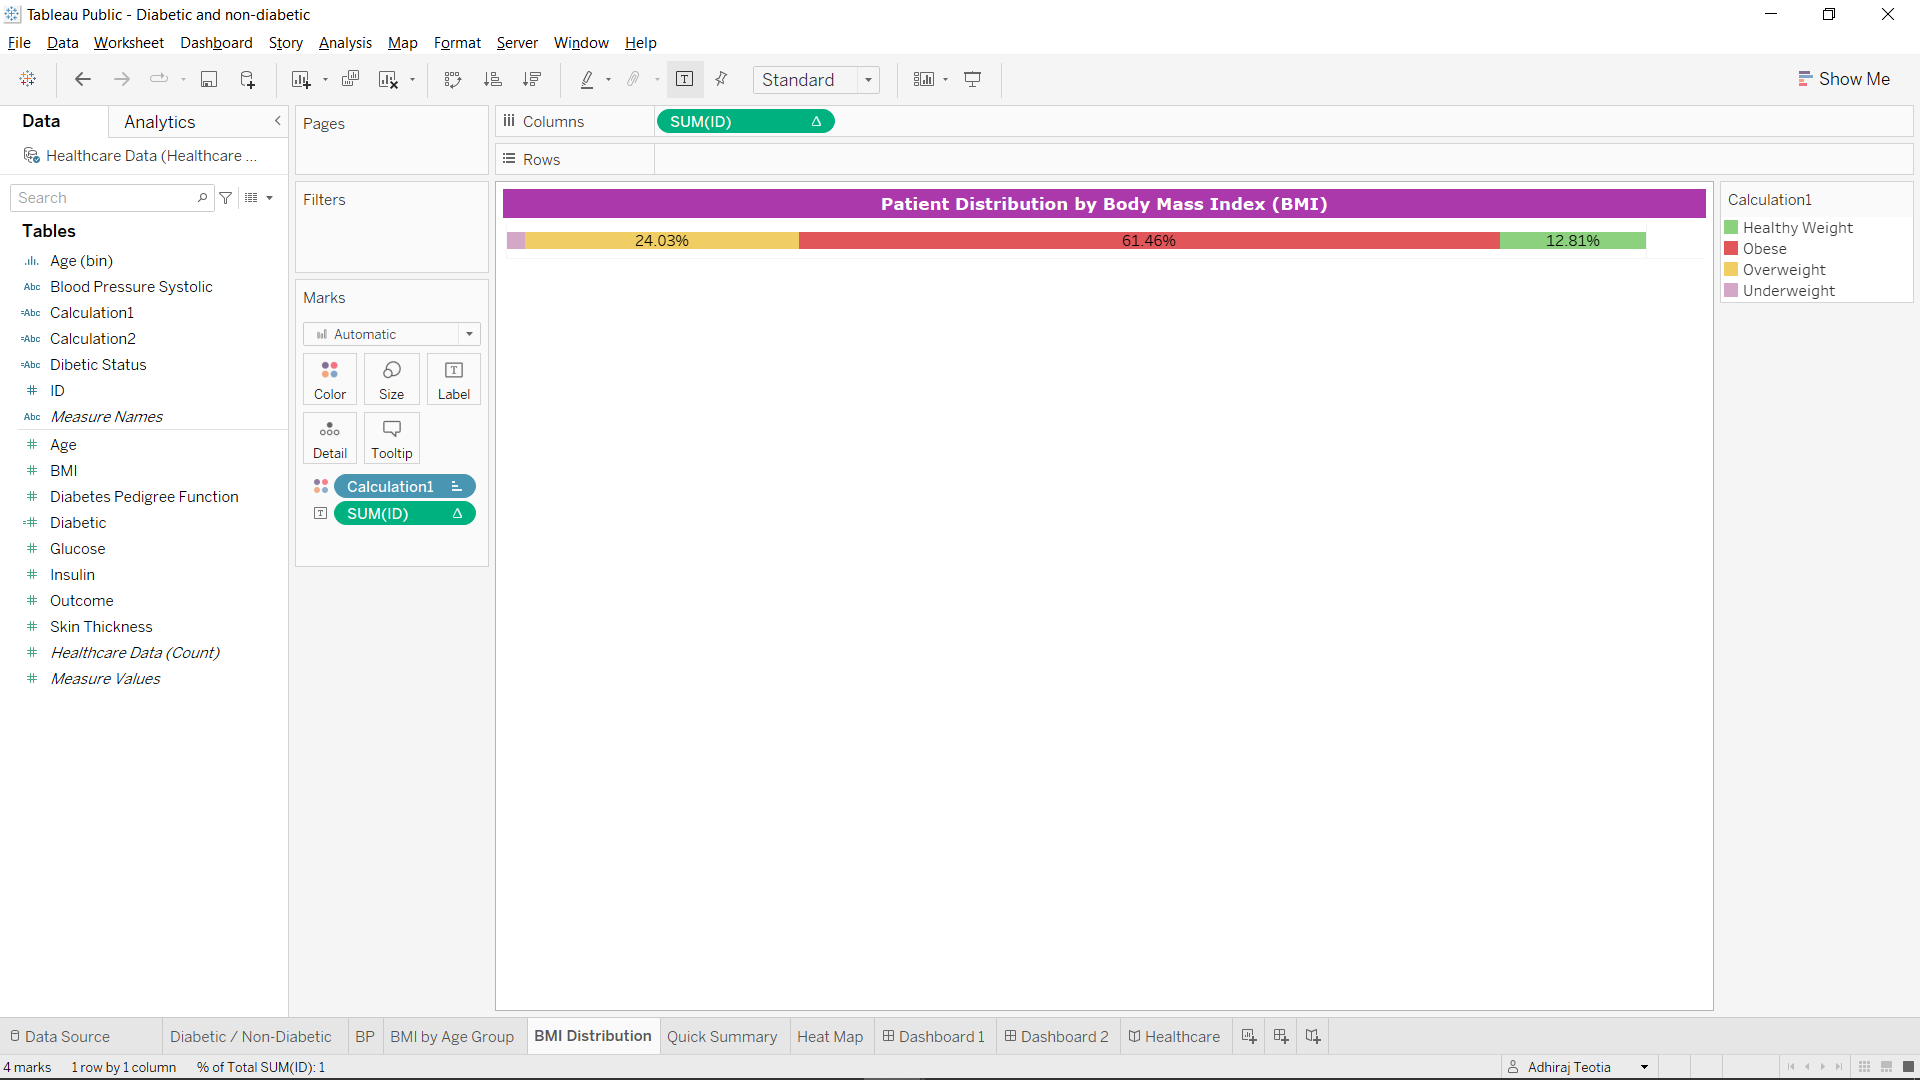 Tableau Public - Diabetic and non-diabetic
File Data Worksheet Dashboard Story Analysis Map Format Server Window Help
Standard
Show Me
Data Analytics
Healthcare Data (Healthcare ...
Search
Tables
Age (bin)
Abc Blood Pressure Systolic
=Abc Calculation1
=Abc Calculation2
=Abc Dibetic Status
# ID
Abc Measure Names
# Age
# BMI
# Diabetes Pedigree Function
=# Diabetic
# Glucose
# Insulin
# Outcome
# Skin Thickness
# Healthcare Data (Count)
# Measure Values
Pages
Filters
Marks
Automatic
Color Size Label
Detail Tooltip
Calculation1
SUM(ID) Δ
Columns SUM(ID) Δ
Rows
Patient Distribution by Body Mass Index (BMI)
24.03% 61.46% 12.81%
Calculation1
Healthy Weight
Obese
Overweight
Underweight
Data Source Diabetic / Non-Diabetic BP BMI by Age Group BMI Distribution Quick Summary Heat Map Dashboard 1 Dashboard 2 Healthcare
4 marks 1 row by 1 column % of Total SUM(ID): 1 Adhiraj Teotia